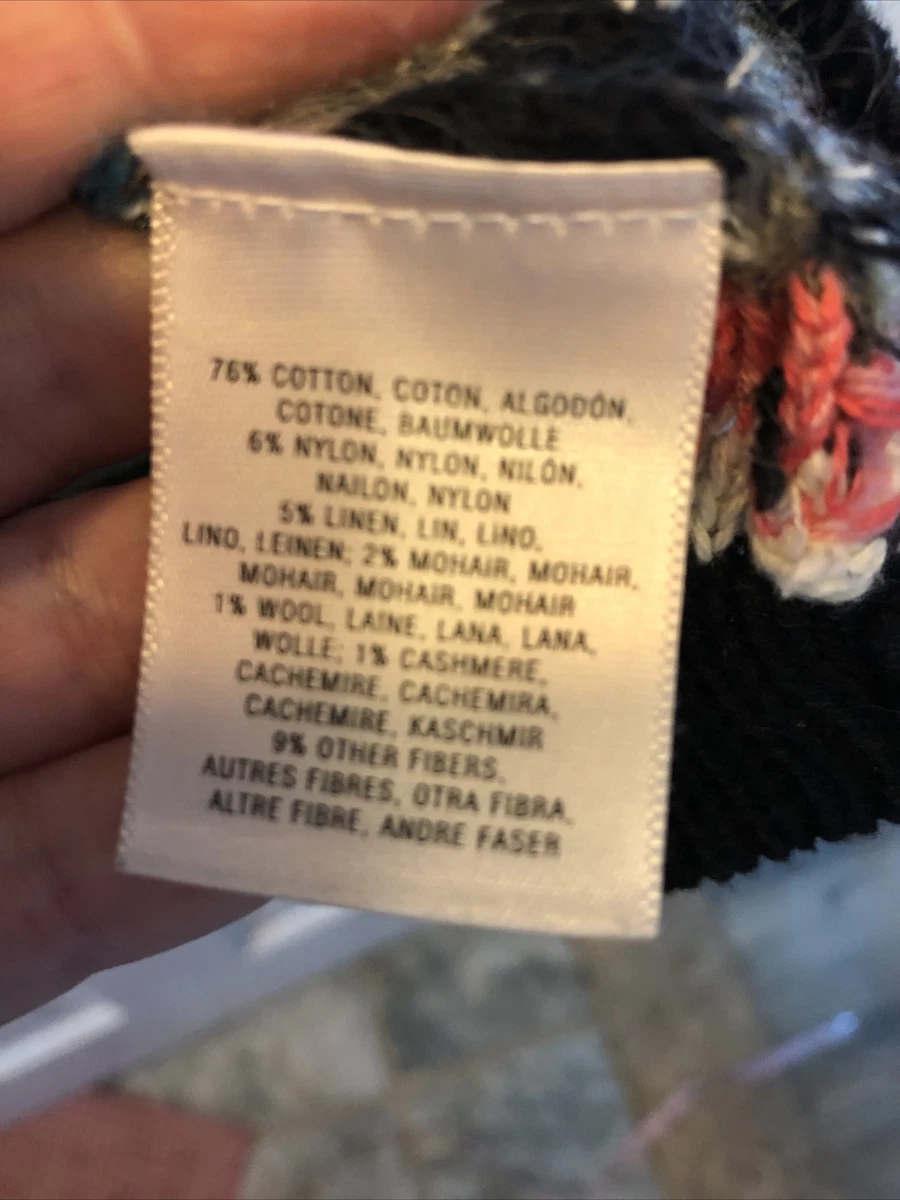 76% COTTON, COTON, ALGODÓN,
COTONE, BAUMWOLLE
6% NYLON, NYLON, NILÓN,
NAILON, NYLON
5% LINEN, LIN, LINO,
LINO, LEINEN; 2% MOHAIR, MOHAIR,
MOHAIR, MOHAIR, MOHAIR
1% WOOL, LAINE, LANA, LANA,
WOLLE; 1% CASHMERE,
CACHEMIRE, CACHEMIRA,
CACHEMIRE, KASCHMIR
9% OTHER FIBERS,
AUTRES FIBRES, OTRA FIBRA,
ALTRE FIBRE, ANDRE FASER